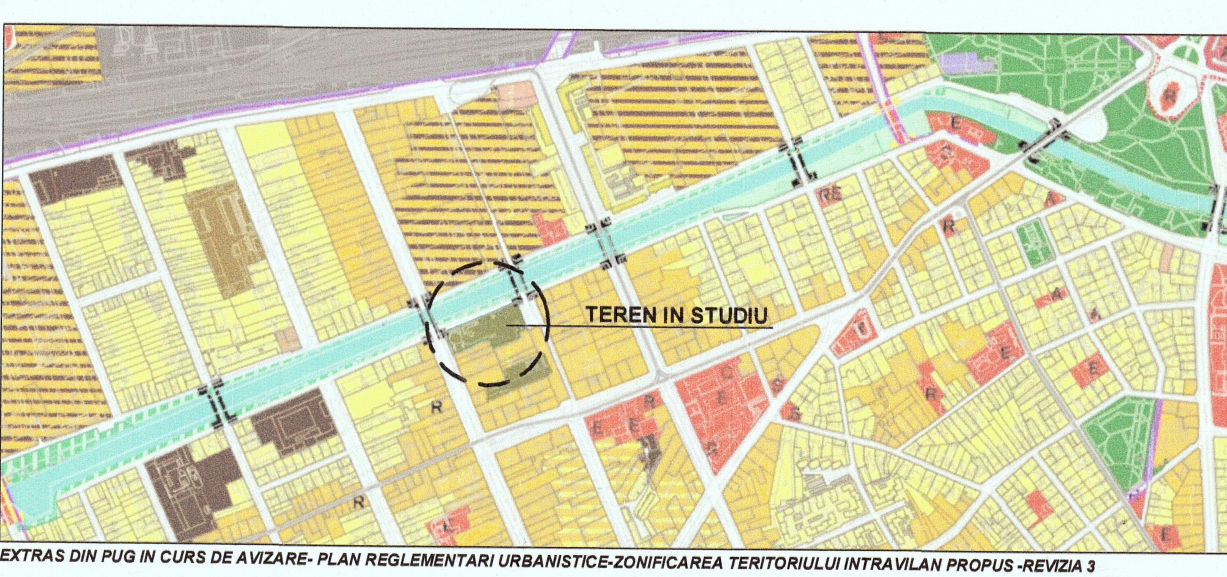 E
R
E
S
RE
A
R
TEREN IN STUDIU
A
A
E
E
E
R
R
R
E
S
E
E
S
S
R
E
E
EXTRAS DIN PUG IN CURS DE AVIZARE- PLAN REGLEMENTARI URBANISTICE-ZONIFICAREA TERITORIULUI INTRAVILAN PROPUS -REVIZIA 3